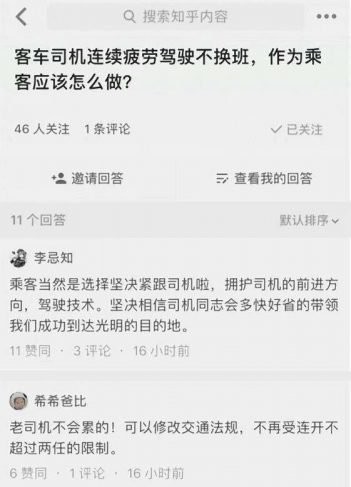 搜索知乎内容
客车司机连续疲劳驾驶不换班，作为乘
客应该怎么做？
46 人关注 1 条评论 已关注
邀请回答 查看我的回答
11 个回答 默认排序
李忌知
乘客当然是选择坚决紧跟司机啦，拥护司机的前进方
向，驾驶技术。坚决相信司机同志会多快好省的带领
我们成功到达光明的目的地。
11 赞同 · 3 评论 · 16 小时前
希希爸比
老司机不会累的！可以修改交通法规，不再受连开不
超过两任的限制。
6 赞同 · 1 评论 · 16 小时前